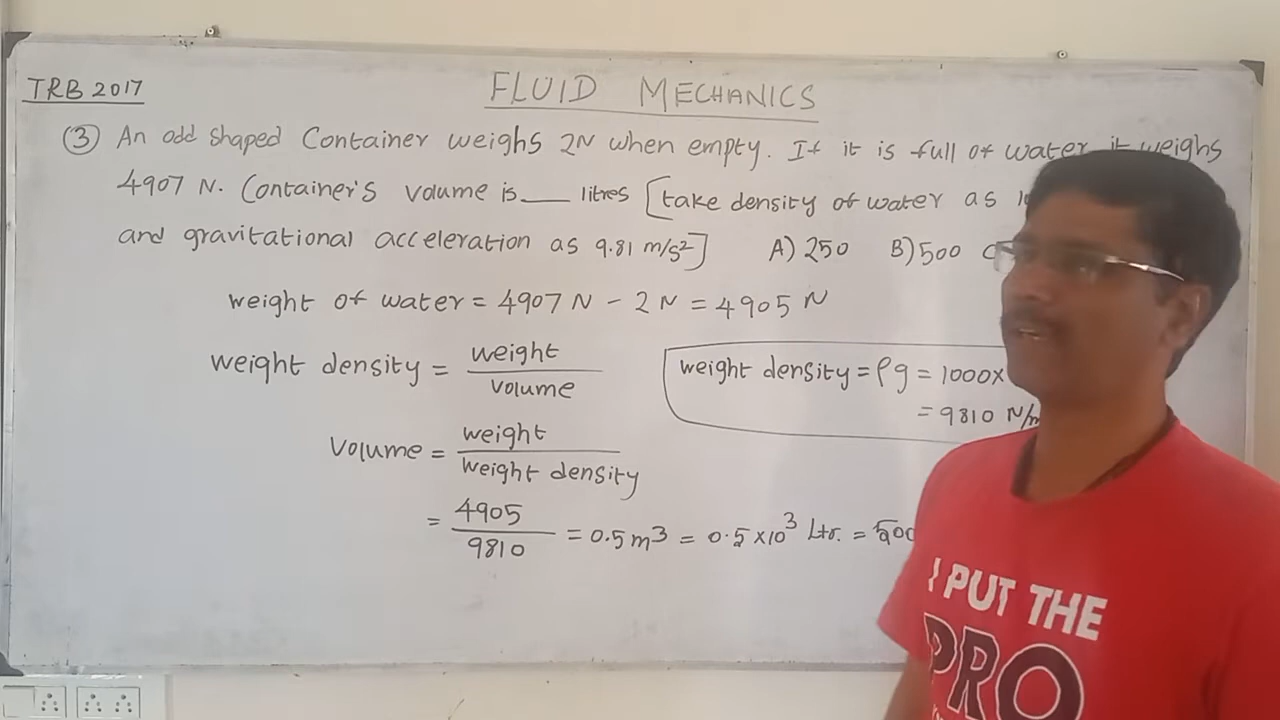 TRB 2017
FLUID MECHANICS
(3) An odd shaped Container weighs 2N when empty. If it is full of water it weighs
4907 N. Container's volume is___ litres [take density of water as
and gravitational acceleration as 9.81 m/s²] A) 250 B) 500 C
weight of water = 4907 N - 2 N = 4905 N
weight density = weight / volume
weight density = ρg = 1000x
= 9810 N/m
Volume = weight / weight density
= 4905 / 9810 = 0.5 m³ = 0.5 x 10³ Ltr. = 500
I PUT THE
PRO